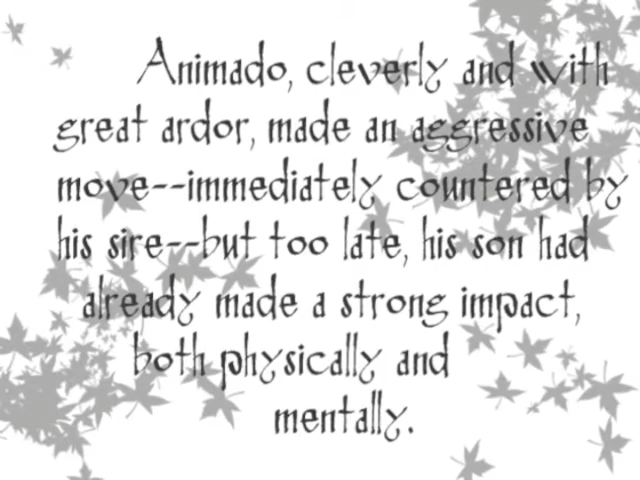 Animado, cleverly and with
great ardor, made an aggressive
move--immediately countered by
his sire--but too late, his son had
already made a strong impact,
both physically and
mentally.